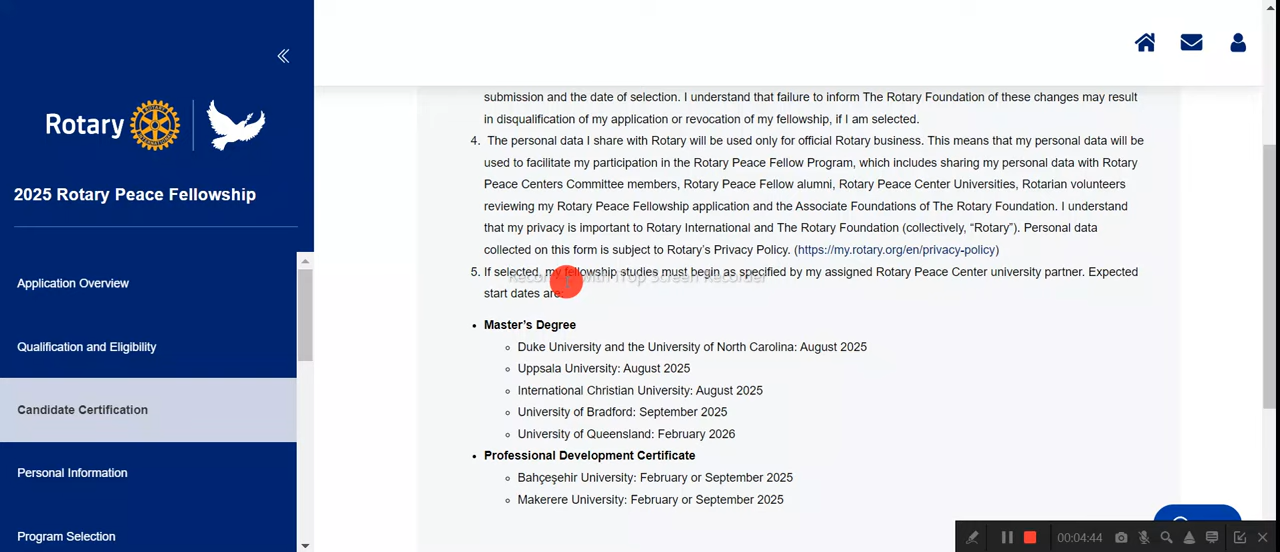 Rotary
2025 Rotary Peace Fellowship
Application Overview
Qualification and Eligibility
Candidate Certification
Personal Information
Program Selection
submission and the date of selection. I understand that failure to inform The Rotary Foundation of these changes may result
in disqualification of my application or revocation of my fellowship, if I am selected.
4. The personal data I share with Rotary will be used only for official Rotary business. This means that my personal data will be
used to facilitate my participation in the Rotary Peace Fellow Program, which includes sharing my personal data with Rotary
Peace Centers Committee members, Rotary Peace Fellow alumni, Rotary Peace Center Universities, Rotarian volunteers
reviewing my Rotary Peace Fellowship application and the Associate Foundations of The Rotary Foundation. I understand
that my privacy is important to Rotary International and The Rotary Foundation (collectively, “Rotary”). Personal data
collected on this form is subject to Rotary’s Privacy Policy. (https://my.rotary.org/en/privacy-policy)
5. If selected, my fellowship studies must begin as specified by my assigned Rotary Peace Center university partner. Expected
with iTop Screen Recorder
start dates are:
• Master’s Degree
◦ Duke University and the University of North Carolina: August 2025
◦ Uppsala University: August 2025
◦ International Christian University: August 2025
◦ University of Bradford: September 2025
◦ University of Queensland: February 2026
• Professional Development Certificate
◦ Bahçeşehir University: February or September 2025
◦ Makerere University: February or September 2025
00:04:44